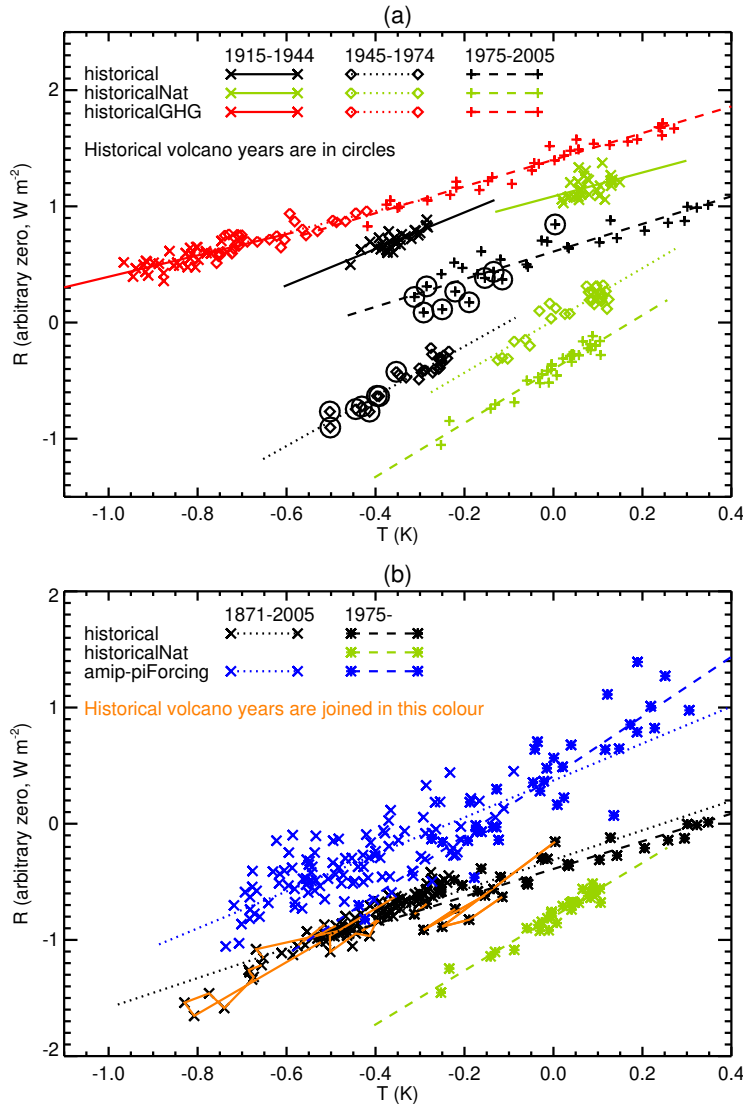 (a)
1915-1944 1945-1974 1975-2005
historical
historicalNat
historicalGHG
Historical volcano years are in circles
R (arbitrary zero, W m-2)
2
1
0
-1
-1.0 -0.8 -0.6 -0.4 -0.2 0.0 0.2 0.4
T (K)
(b)
1871-2005 1975-
historical
historicalNat
amip-piForcing
Historical volcano years are joined in this colour
R (arbitrary zero, W m-2)
2
1
0
-1
-2
-1.0 -0.8 -0.6 -0.4 -0.2 0.0 0.2 0.4
T (K)